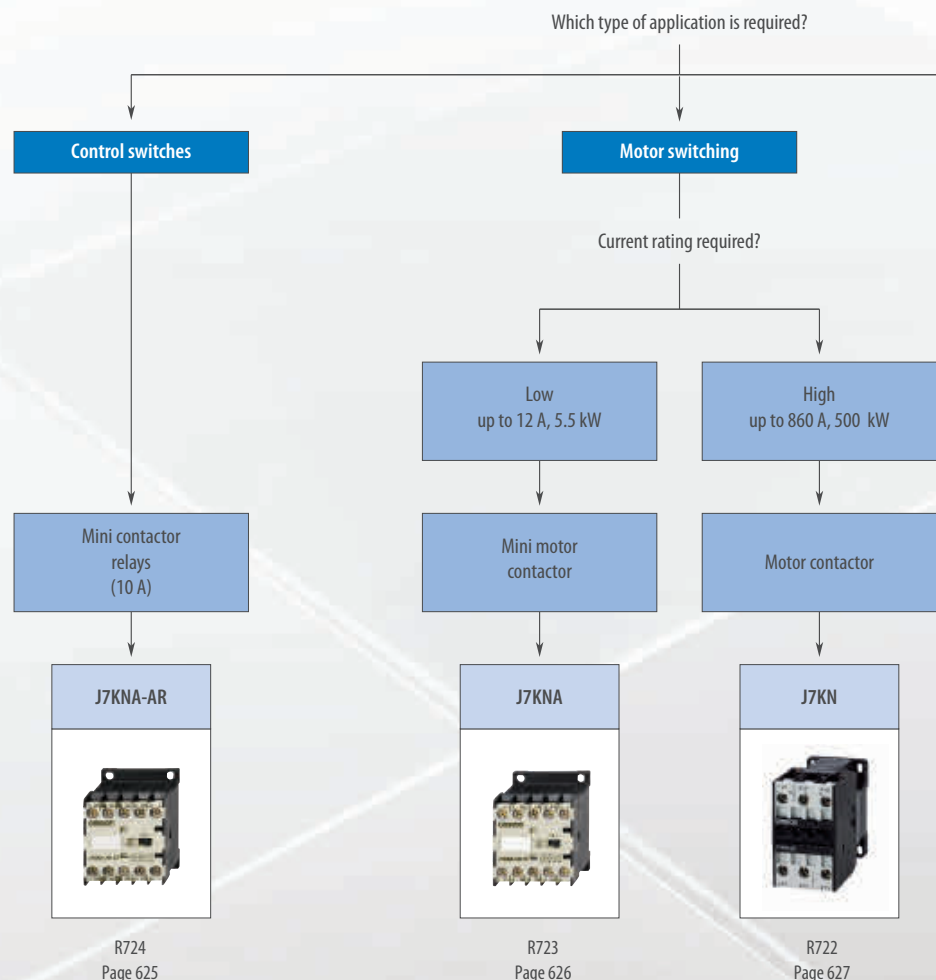 Which type of application is required?
Control switches
Motor switching
Current rating required?
Low
up to 12 A, 5.5 kW
High
up to 860 A, 500 kW
Mini contactor
relays
(10 A)
Mini motor
contactor
Motor contactor
J7KNA-AR
J7KNA
J7KN
R724
Page 625
R723
Page 626
R722
Page 627